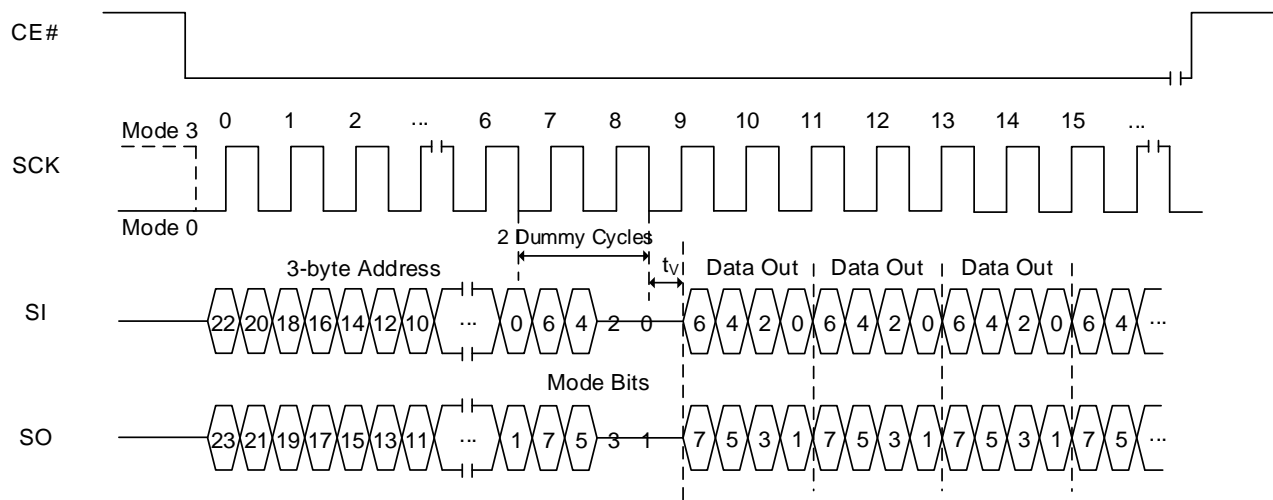 CE#
Mode 3 0 1 2 ... 6 7 8 9 10 11 12 13 14 15 ...
SCK
Mode 0
2 Dummy Cycles
3-byte Address tV Data Out Data Out Data Out
SI 22 20 18 16 14 12 10 ... 0 6 4 2 0 6 4 2 0 6 4 2 0 6 4 2 0 6 4 ...
Mode Bits
SO 23 21 19 17 15 13 11 ... 1 7 5 3 1 7 5 3 1 7 5 3 1 7 5 3 1 7 5 ...